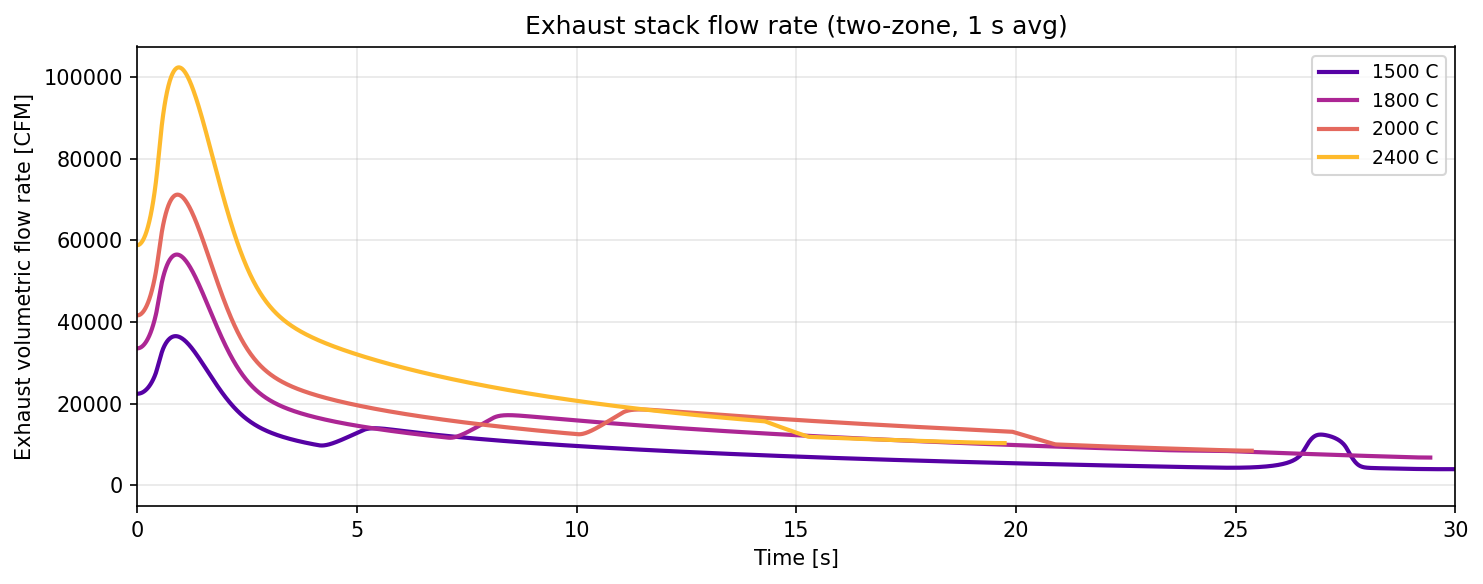 Exhaust stack flow rate (two-zone, 1 s avg)
Exhaust volumetric flow rate [CFM]
100000
80000
60000
40000
20000
0
1500 C
1800 C
2000 C
2400 C
0 5 10 15 20 25 30
Time [s]